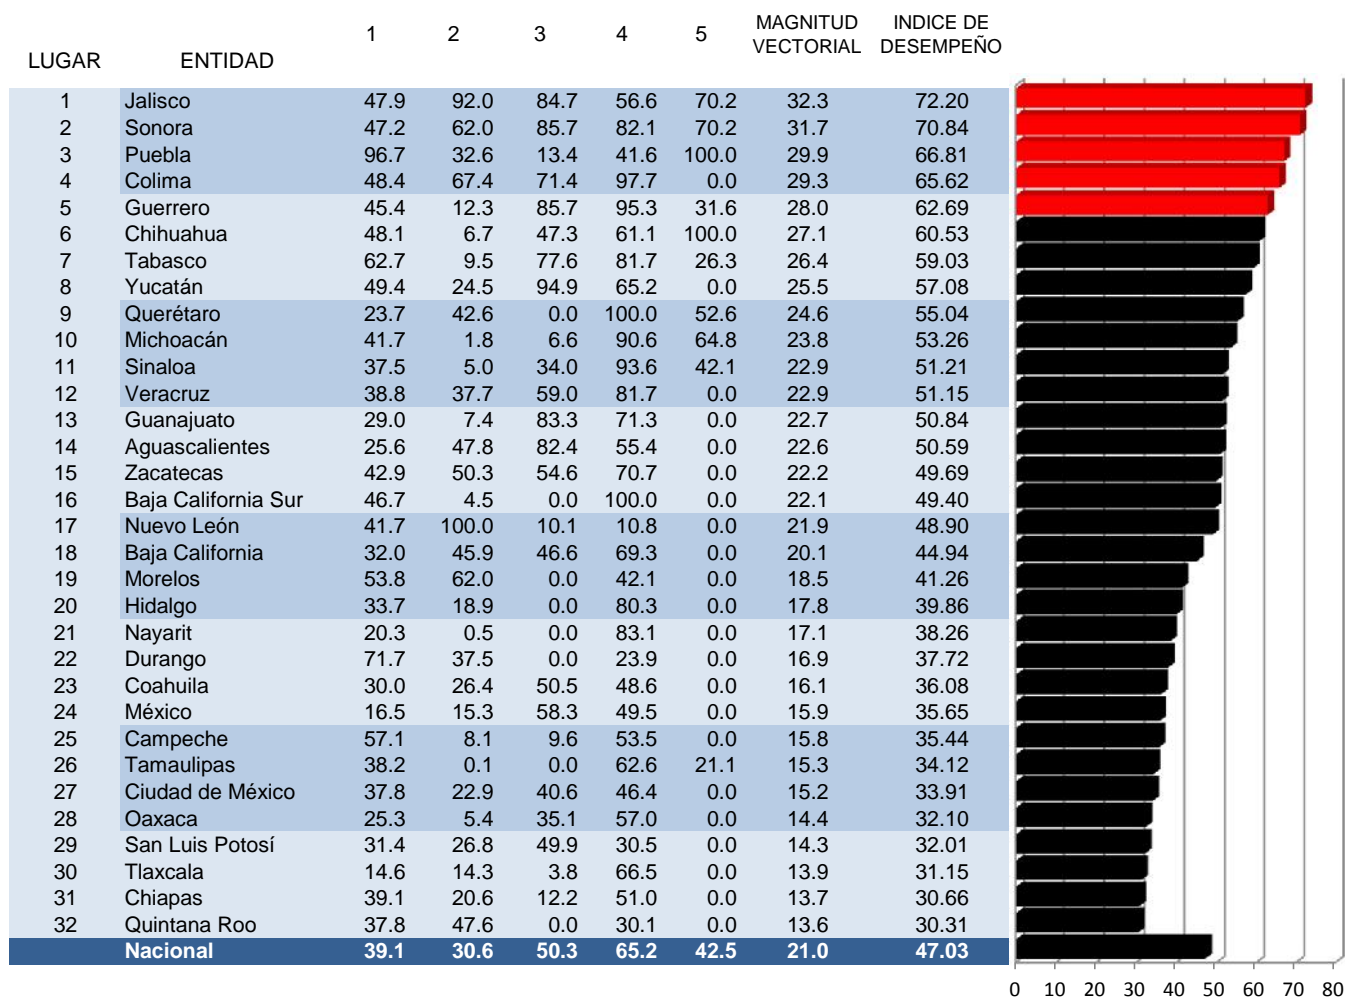 LUGAR ENTIDAD 1 2 3 4 5 MAGNITUD VECTORIAL INDICE DE DESEMPEÑO
1 Jalisco 47.9 92.0 84.7 56.6 70.2 32.3 72.20
2 Sonora 47.2 62.0 85.7 82.1 70.2 31.7 70.84
3 Puebla 96.7 32.6 13.4 41.6 100.0 29.9 66.81
4 Colima 48.4 67.4 71.4 97.7 0.0 29.3 65.62
5 Guerrero 45.4 12.3 85.7 95.3 31.6 28.0 62.69
6 Chihuahua 48.1 6.7 47.3 61.1 100.0 27.1 60.53
7 Tabasco 62.7 9.5 77.6 81.7 26.3 26.4 59.03
8 Yucatán 49.4 24.5 94.9 65.2 0.0 25.5 57.08
9 Querétaro 23.7 42.6 0.0 100.0 52.6 24.6 55.04
10 Michoacán 41.7 1.8 6.6 90.6 64.8 23.8 53.26
11 Sinaloa 37.5 5.0 34.0 93.6 42.1 22.9 51.21
12 Veracruz 38.8 37.7 59.0 81.7 0.0 22.9 51.15
13 Guanajuato 29.0 7.4 83.3 71.3 0.0 22.7 50.84
14 Aguascalientes 25.6 47.8 82.4 55.4 0.0 22.6 50.59
15 Zacatecas 42.9 50.3 54.6 70.7 0.0 22.2 49.69
16 Baja California Sur 46.7 4.5 0.0 100.0 0.0 22.1 49.40
17 Nuevo León 41.7 100.0 10.1 10.8 0.0 21.9 48.90
18 Baja California 32.0 45.9 46.6 69.3 0.0 20.1 44.94
19 Morelos 53.8 62.0 0.0 42.1 0.0 18.5 41.26
20 Hidalgo 33.7 18.9 0.0 80.3 0.0 17.8 39.86
21 Nayarit 20.3 0.5 0.0 83.1 0.0 17.1 38.26
22 Durango 71.7 37.5 0.0 23.9 0.0 16.9 37.72
23 Coahuila 30.0 26.4 50.5 48.6 0.0 16.1 36.08
24 México 16.5 15.3 58.3 49.5 0.0 15.9 35.65
25 Campeche 57.1 8.1 9.6 53.5 0.0 15.8 35.44
26 Tamaulipas 38.2 0.1 0.0 62.6 21.1 15.3 34.12
27 Ciudad de México 37.8 22.9 40.6 46.4 0.0 15.2 33.91
28 Oaxaca 25.3 5.4 35.1 57.0 0.0 14.4 32.10
29 San Luis Potosí 31.4 26.8 49.9 30.5 0.0 14.3 32.01
30 Tlaxcala 14.6 14.3 3.8 66.5 0.0 13.9 31.15
31 Chiapas 39.1 20.6 12.2 51.0 0.0 13.7 30.66
32 Quintana Roo 37.8 47.6 0.0 30.1 0.0 13.6 30.31
Nacional 39.1 30.6 50.3 65.2 42.5 21.0 47.03
0 10 20 30 40 50 60 70 80